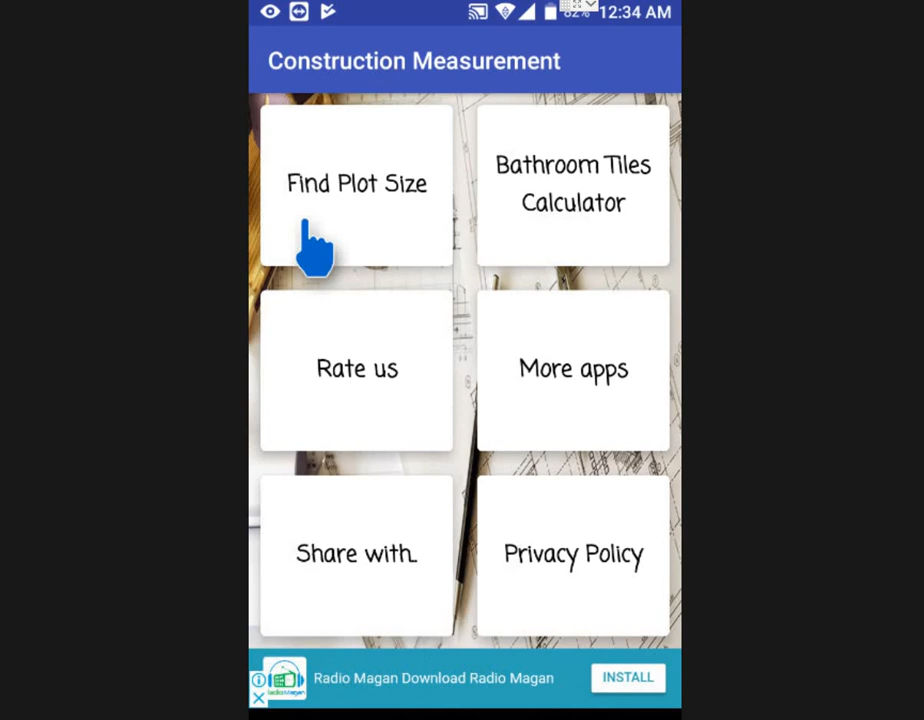 12:34 AM
Construction Measurement
Find Plot Size
Bathroom Tiles
Calculator
Rate us
More apps
Share with..
Privacy Policy
Radio Magan Download Radio Magan
INSTALL